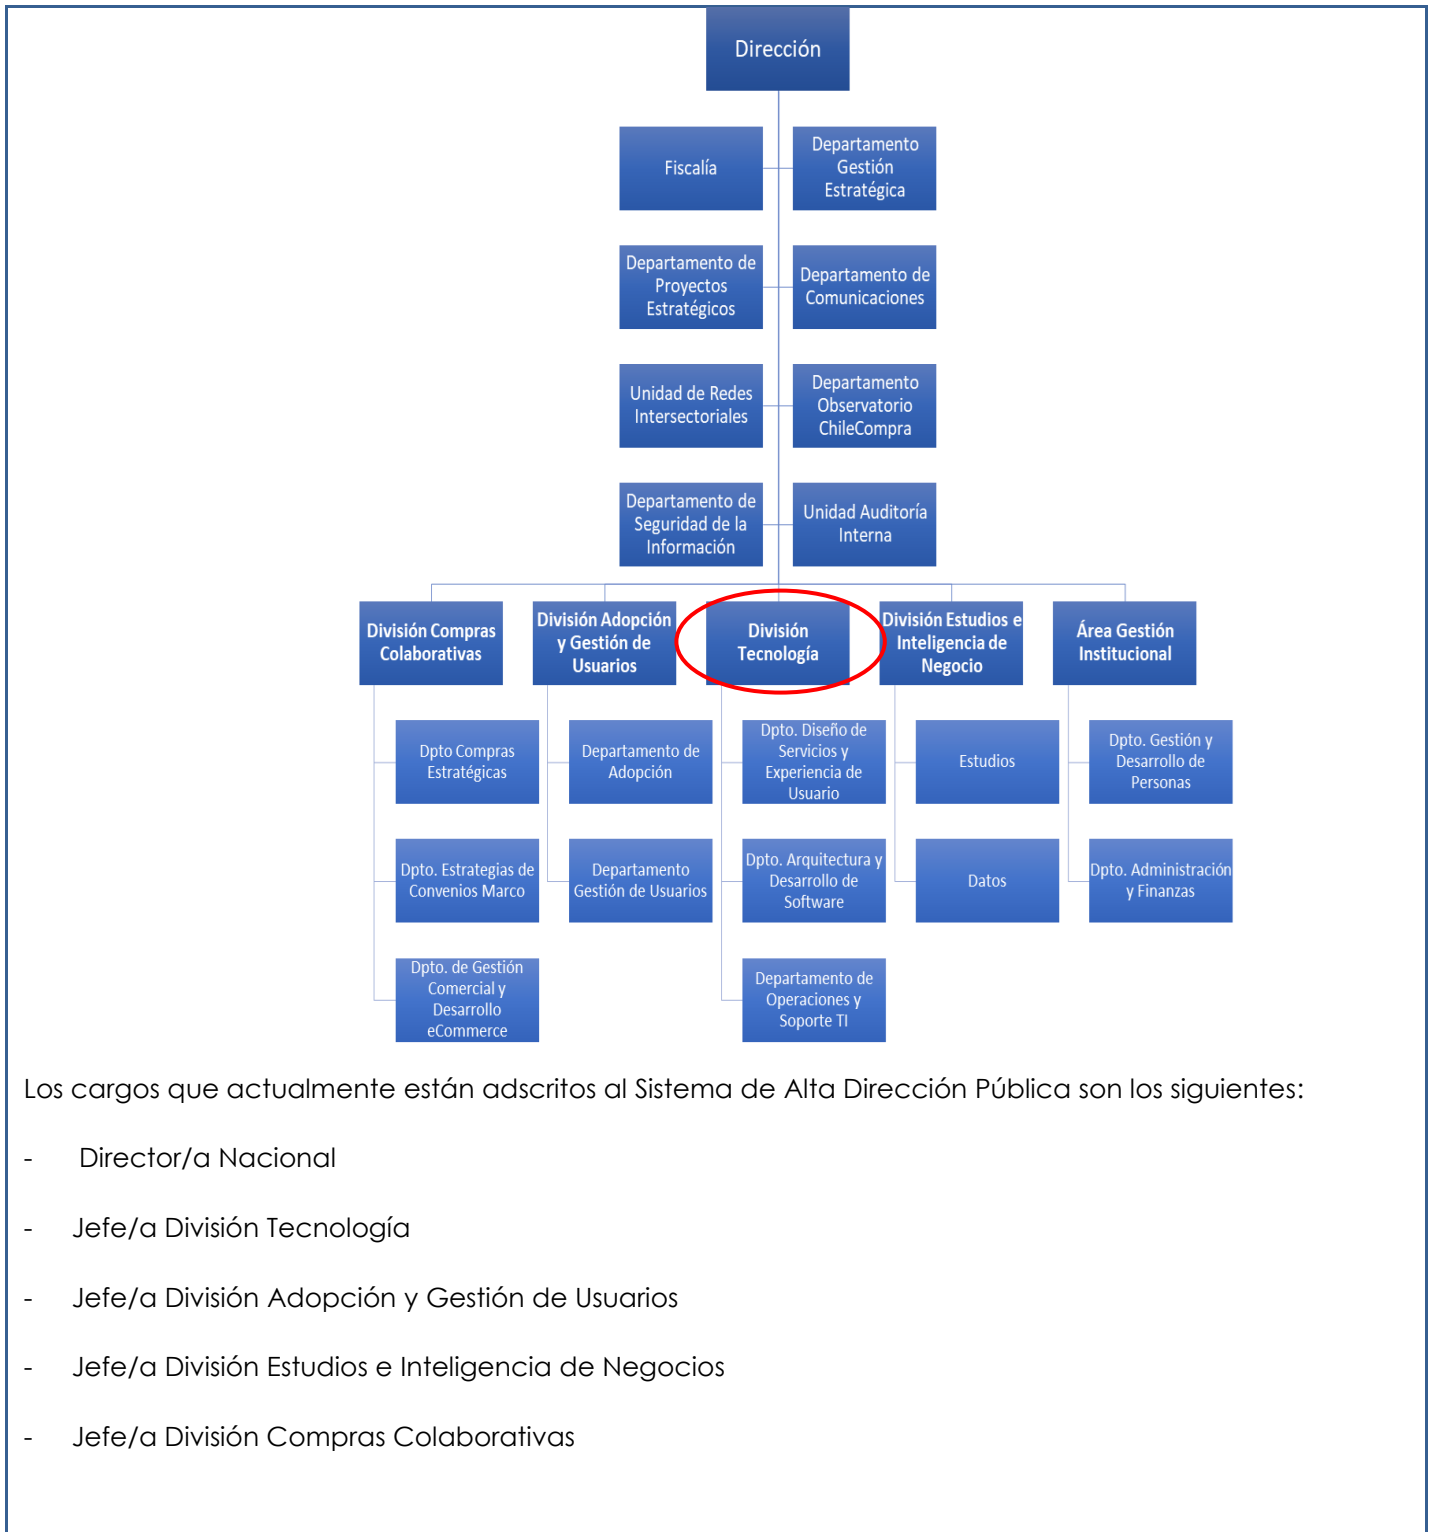 Dirección
Fiscalía
Departamento
Gestión
Estratégica
Departamento de
Proyectos
Estratégicos
Departamento de
Comunicaciones
Unidad de Redes
Intersectoriales
Departamento
Observatorio
ChileCompra
Departamento de
Seguridad de la
Información
Unidad Auditoría
Interna
División Compras
Colaborativas
División Adopción
y Gestión de
Usuarios
División
Tecnología
División Estudios e
Inteligencia de
Negocio
Área Gestión
Institucional
Dpto Compras
Estratégicas
Departamento de
Adopción
Dpto. Diseño de
Servicios y
Experiencia de
Usuario
Estudios
Dpto. Gestión y
Desarrollo de
Personas
Dpto. Estrategias de
Convenios Marco
Departamento
Gestión de Usuarios
Dpto. Arquitectura y
Desarrollo de
Software
Datos
Dpto. Administración
y Finanzas
Dpto. de Gestión
Comercial y
Desarrollo
eCommerce
Departamento de
Operaciones y
Soporte TI
Los cargos que actualmente están adscritos al Sistema de Alta Dirección Pública son los siguientes:
- Director/a Nacional
- Jefe/a División Tecnología
- Jefe/a División Adopción y Gestión de Usuarios
- Jefe/a División Estudios e Inteligencia de Negocios
- Jefe/a División Compras Colaborativas